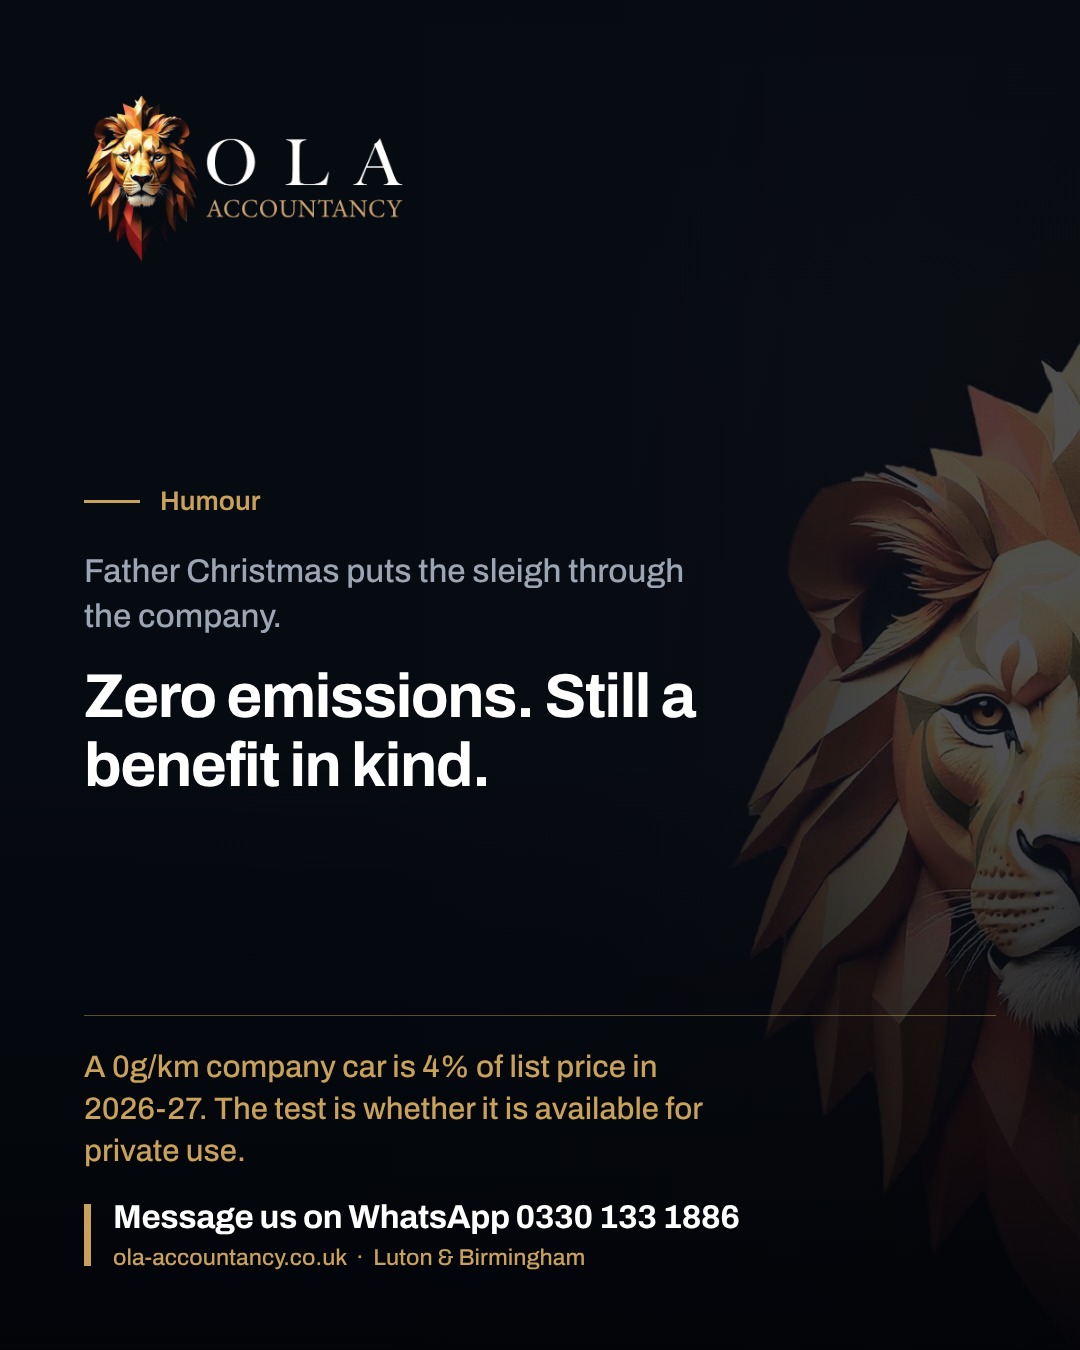 OLA
ACCOUNTANCY
Humour
Father Christmas puts the sleigh through
the company.
Zero emissions. Still a
benefit in kind.
A 0g/km company car is 4% of list price in
2026-27. The test is whether it is available for
private use.
Message us on WhatsApp 0330 133 1886
ola-accountancy.co.uk · Luton & Birmingham